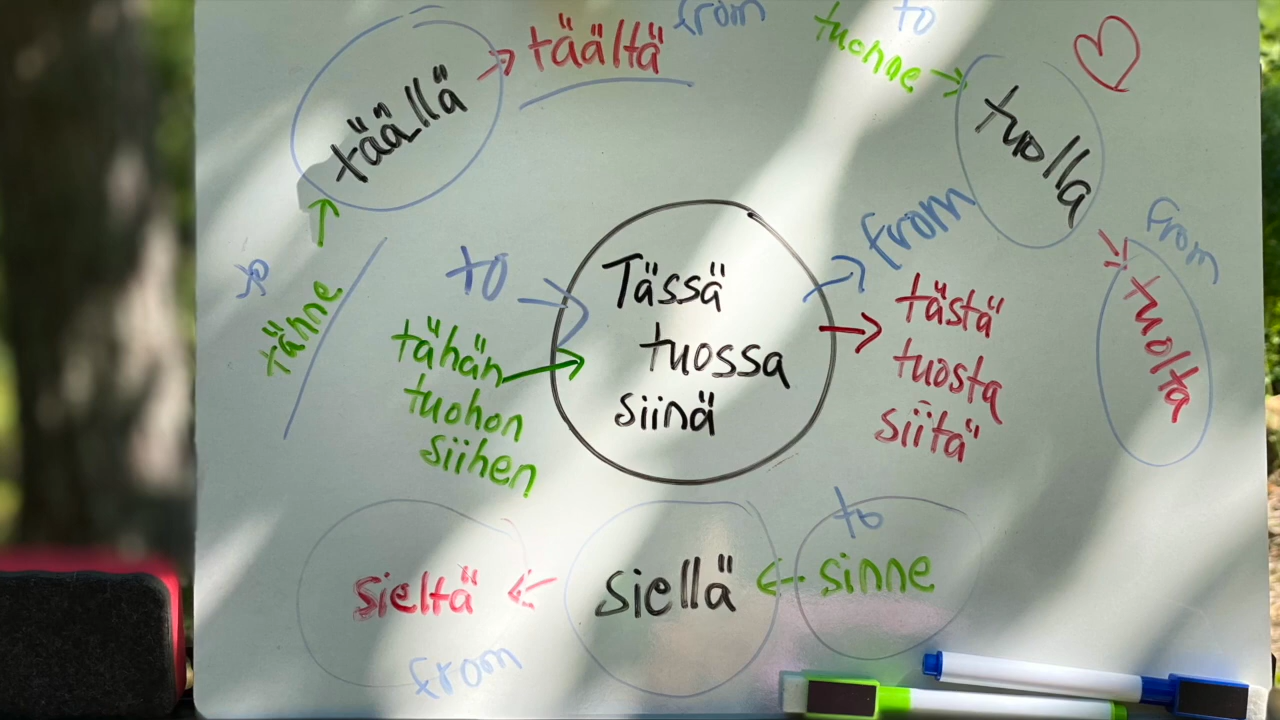 täällä
täältä
from
to
tuonne
tuolla
to
tänne
to
tähän
tuohon
siihen
Tässä
tuossa
siinä
from
tästä
tuosta
siitä
from
tuolta
sieltä
from
siellä
to
sinne